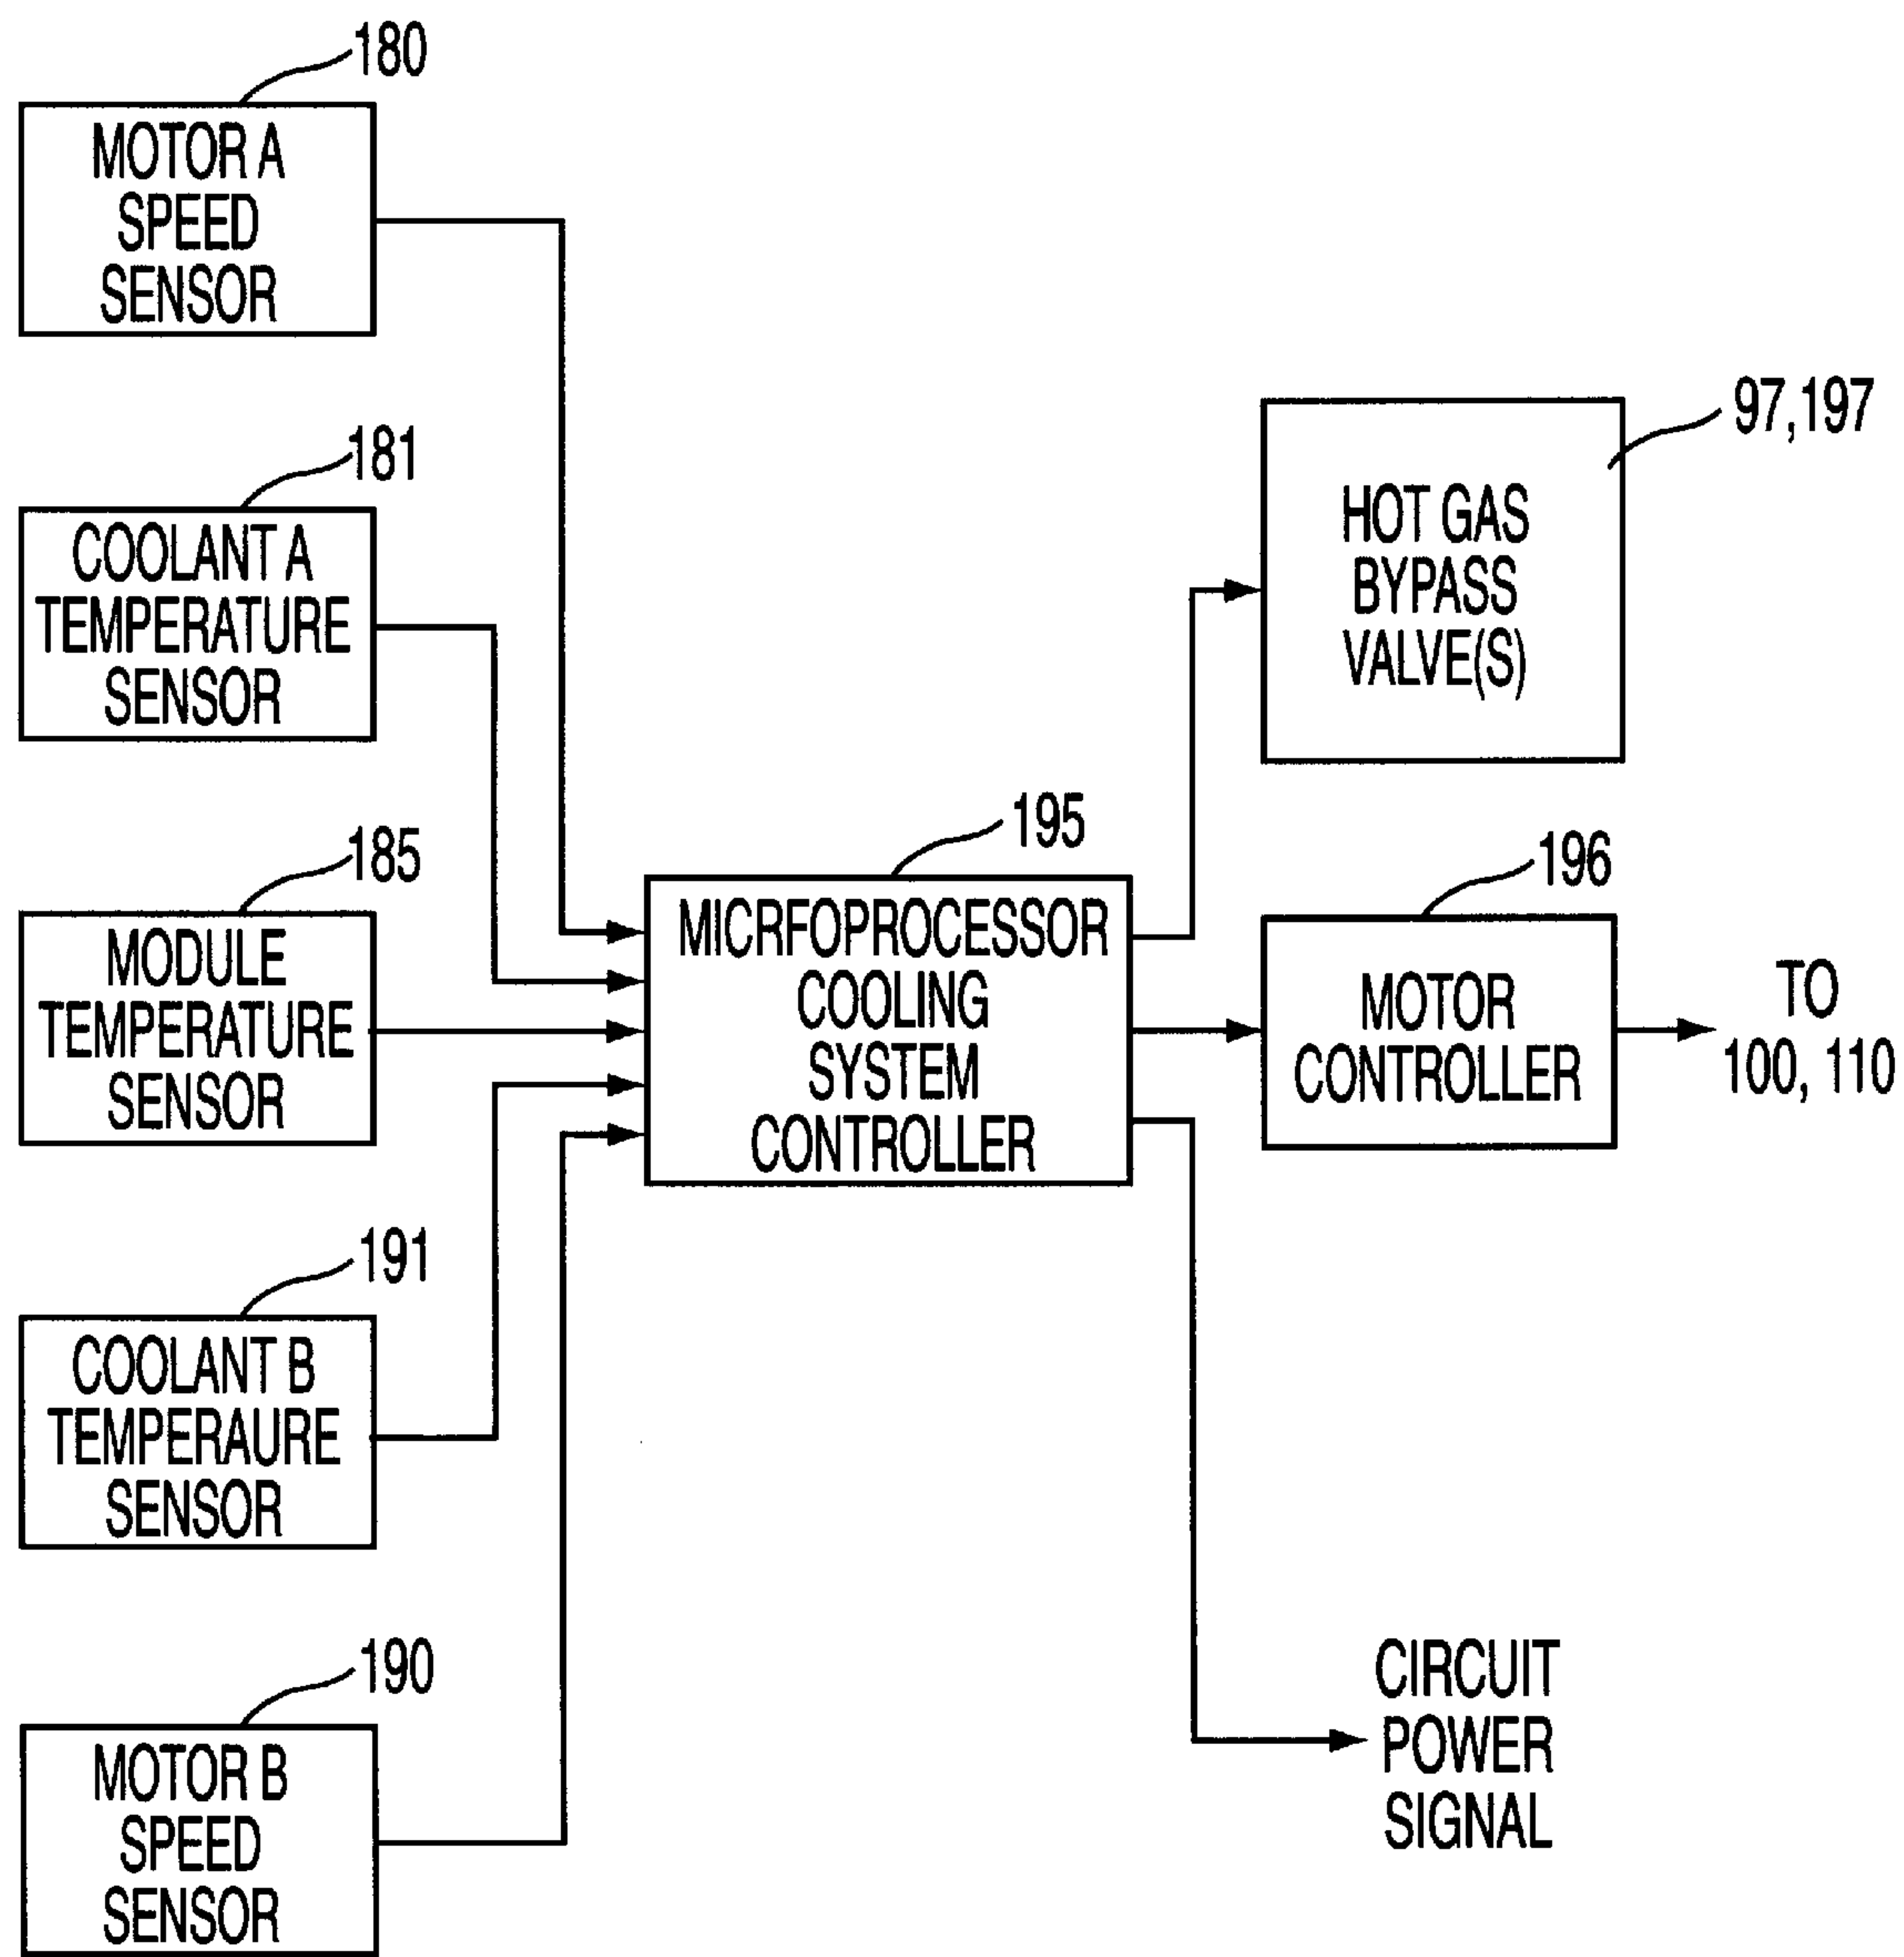 180
MOTOR A
SPEED
SENSOR
181
COOLANT A
TEMPERATURE
SENSOR
185
MODULE
TEMPERATURE
SENSOR
191
COOLANT B
TEMPERAURE
SENSOR
190
MOTOR B
SPEED
SENSOR
195
MICRFOPROCESSOR
COOLING
SYSTEM
CONTROLLER
97,197
HOT GAS
BYPASS
VALVE(S)
196
MOTOR
CONTROLLER
TO
100, 110
CIRCUIT
POWER
SIGNAL